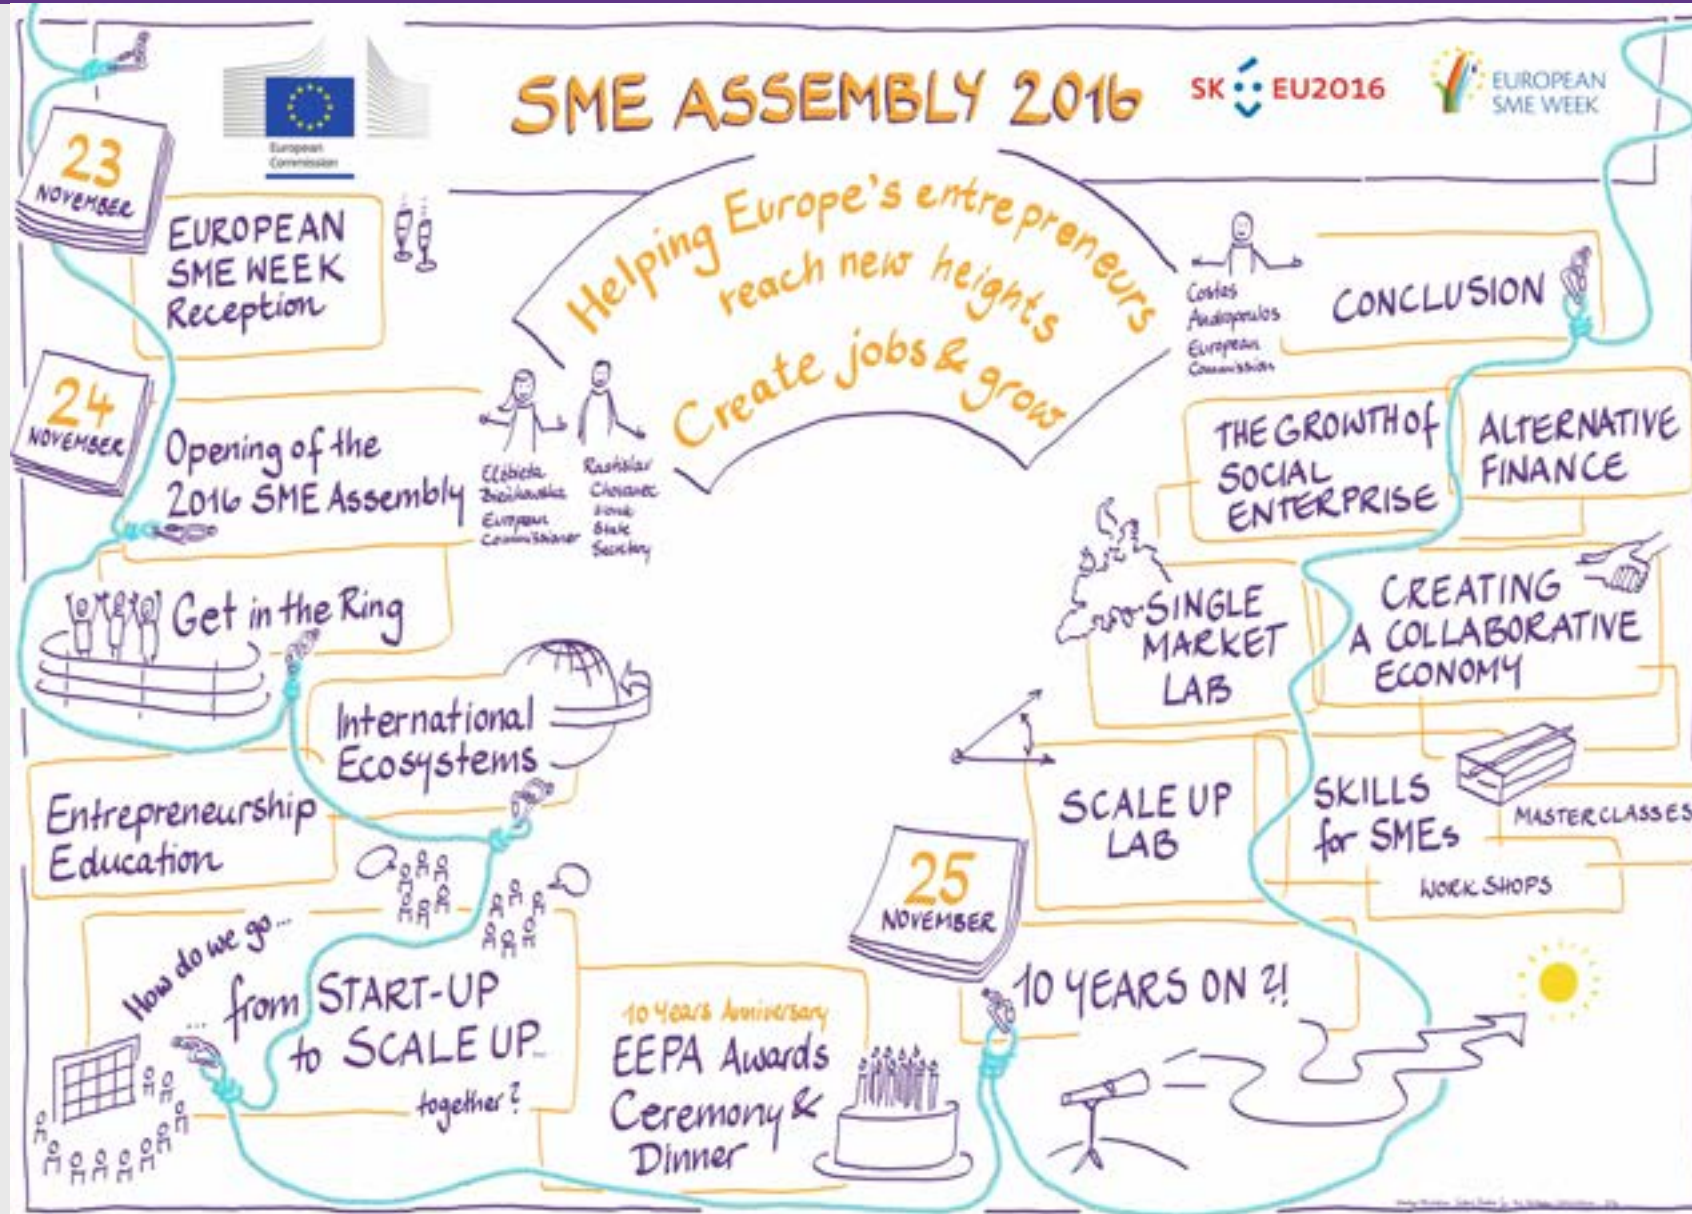 European
Commission
SME ASSEMBLY 2016
SK EU2016
EUROPEAN
SME WEEK
Helping Europe's entrepreneurs
reach new heights
Create jobs & grow
23
NOVEMBER
EUROPEAN
SME WEEK
Reception
24
NOVEMBER
Opening of the
2016 SME Assembly
Elżbieta
Bieńkowska
European
Commissioner
Rastislav
Chovanec
State
Secretary
Get in the Ring
International
Ecosystems
Entrepreneurship
Education
How do we go...
... from START-UP
to SCALE UP...
together?
10 Years Anniversary
EEPA Awards
Ceremony &
Dinner
25
NOVEMBER
10 YEARS ON ?!
SCALE UP
LAB
SKILLS
for SMEs
MASTERCLASSES
WORKSHOPS
SINGLE
MARKET
LAB
CREATING
A COLLABORATIVE
ECONOMY
THE GROWTH of
SOCIAL
ENTERPRISE
ALTERNATIVE
FINANCE
Costas
Andropoulos
European
Commission
CONCLUSION